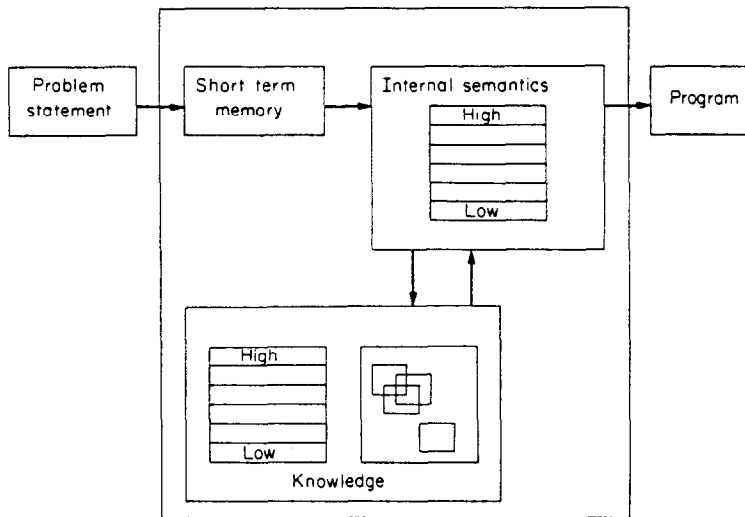 Problem
statement
Short term
memory
Internal semantics
High
Low
Program
High
Low
Knowledge